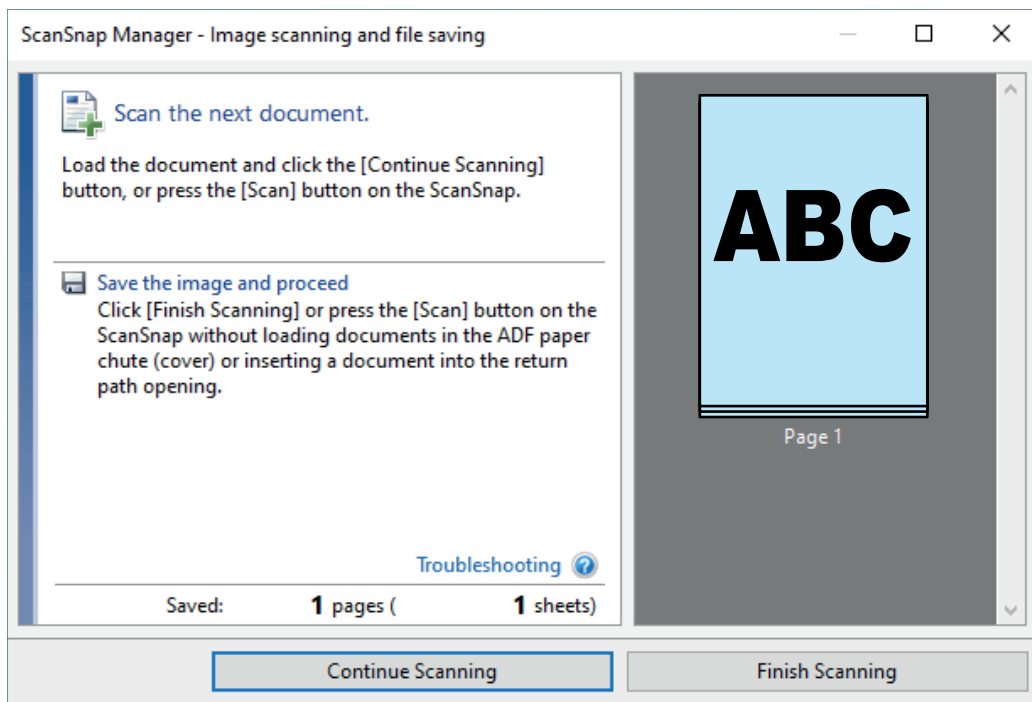 ScanSnap Manager - Image scanning and file saving
Scan the next document.
Load the document and click the [Continue Scanning]
button, or press the [Scan] button on the ScanSnap.
Save the image and proceed
Click [Finish Scanning] or press the [Scan] button on the
ScanSnap without loading documents in the ADF paper
chute (cover) or inserting a document into the return
path opening.
Troubleshooting
Saved: 1 pages ( 1 sheets)
ABC
Page 1
Continue Scanning
Finish Scanning